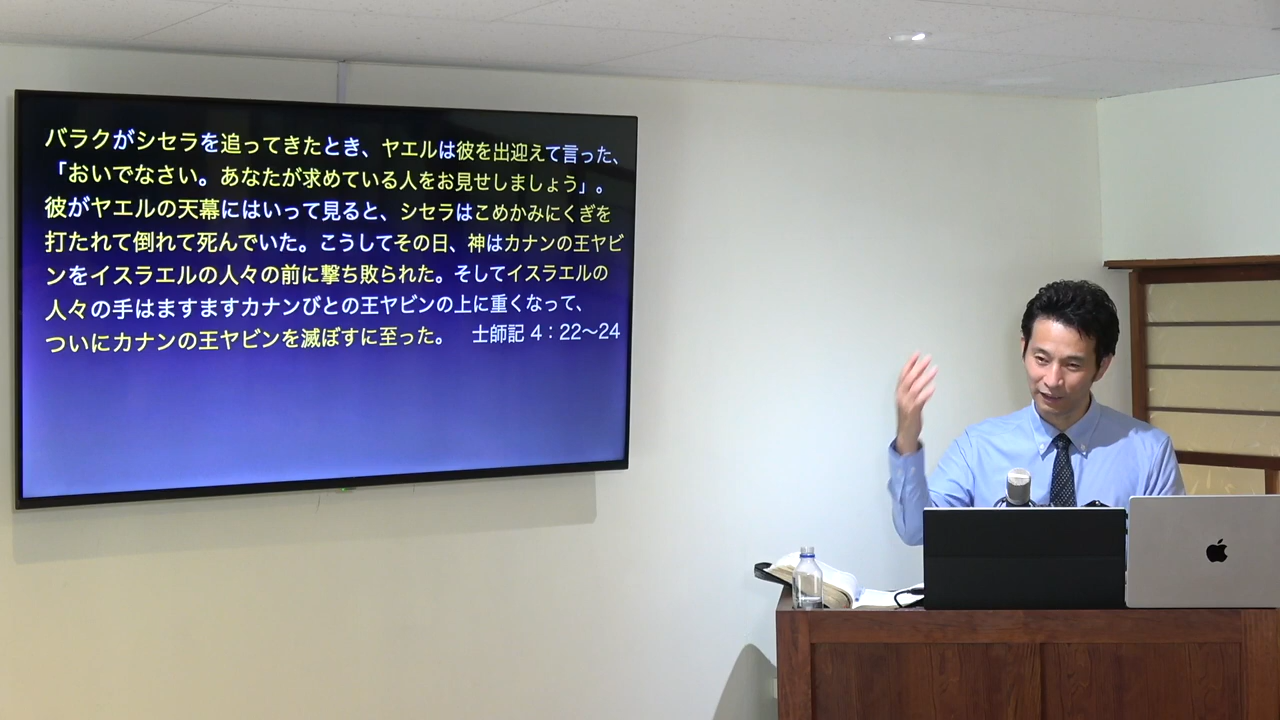 バラクがシセラを追ってきたとき、ヤエルは彼を出迎えて言った、
「おいでなさい。あなたが求めている人をお見せしましょう」。
彼がヤエルの天幕にはいって見ると、シセラはこめかみにくぎを
打たれて倒れて死んでいた。こうしてその日、神はカナンの王ヤビ
ンをイスラエルの人々の前に撃ち敗られた。そしてイスラエルの
人々の手はますますカナンびとの王ヤビンの上に重くなって、
ついにカナンの王ヤビンを滅ぼすに至った。 士師記 4：22〜24